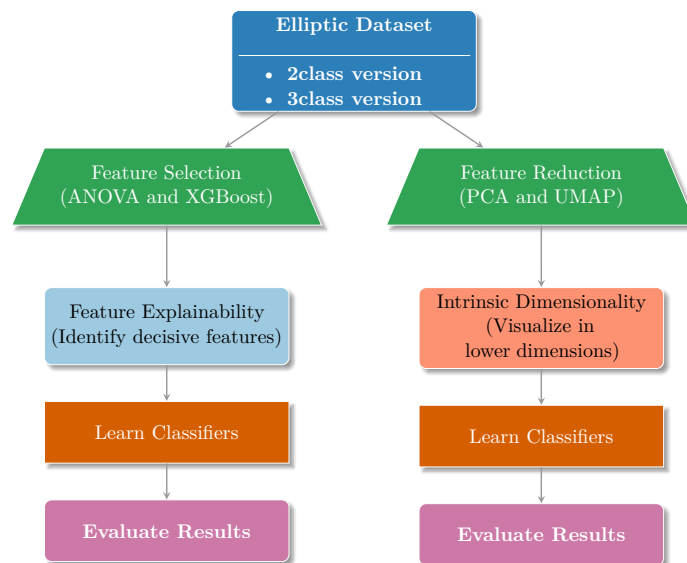 Elliptic Dataset
• 2class version
• 3class version
Feature Selection
(ANOVA and XGBoost)
Feature Reduction
(PCA and UMAP)
Feature Explainability
(Identify decisive features)
Intrinsic Dimensionality
(Visualize in
lower dimensions)
Learn Classifiers
Learn Classifiers
Evaluate Results
Evaluate Results